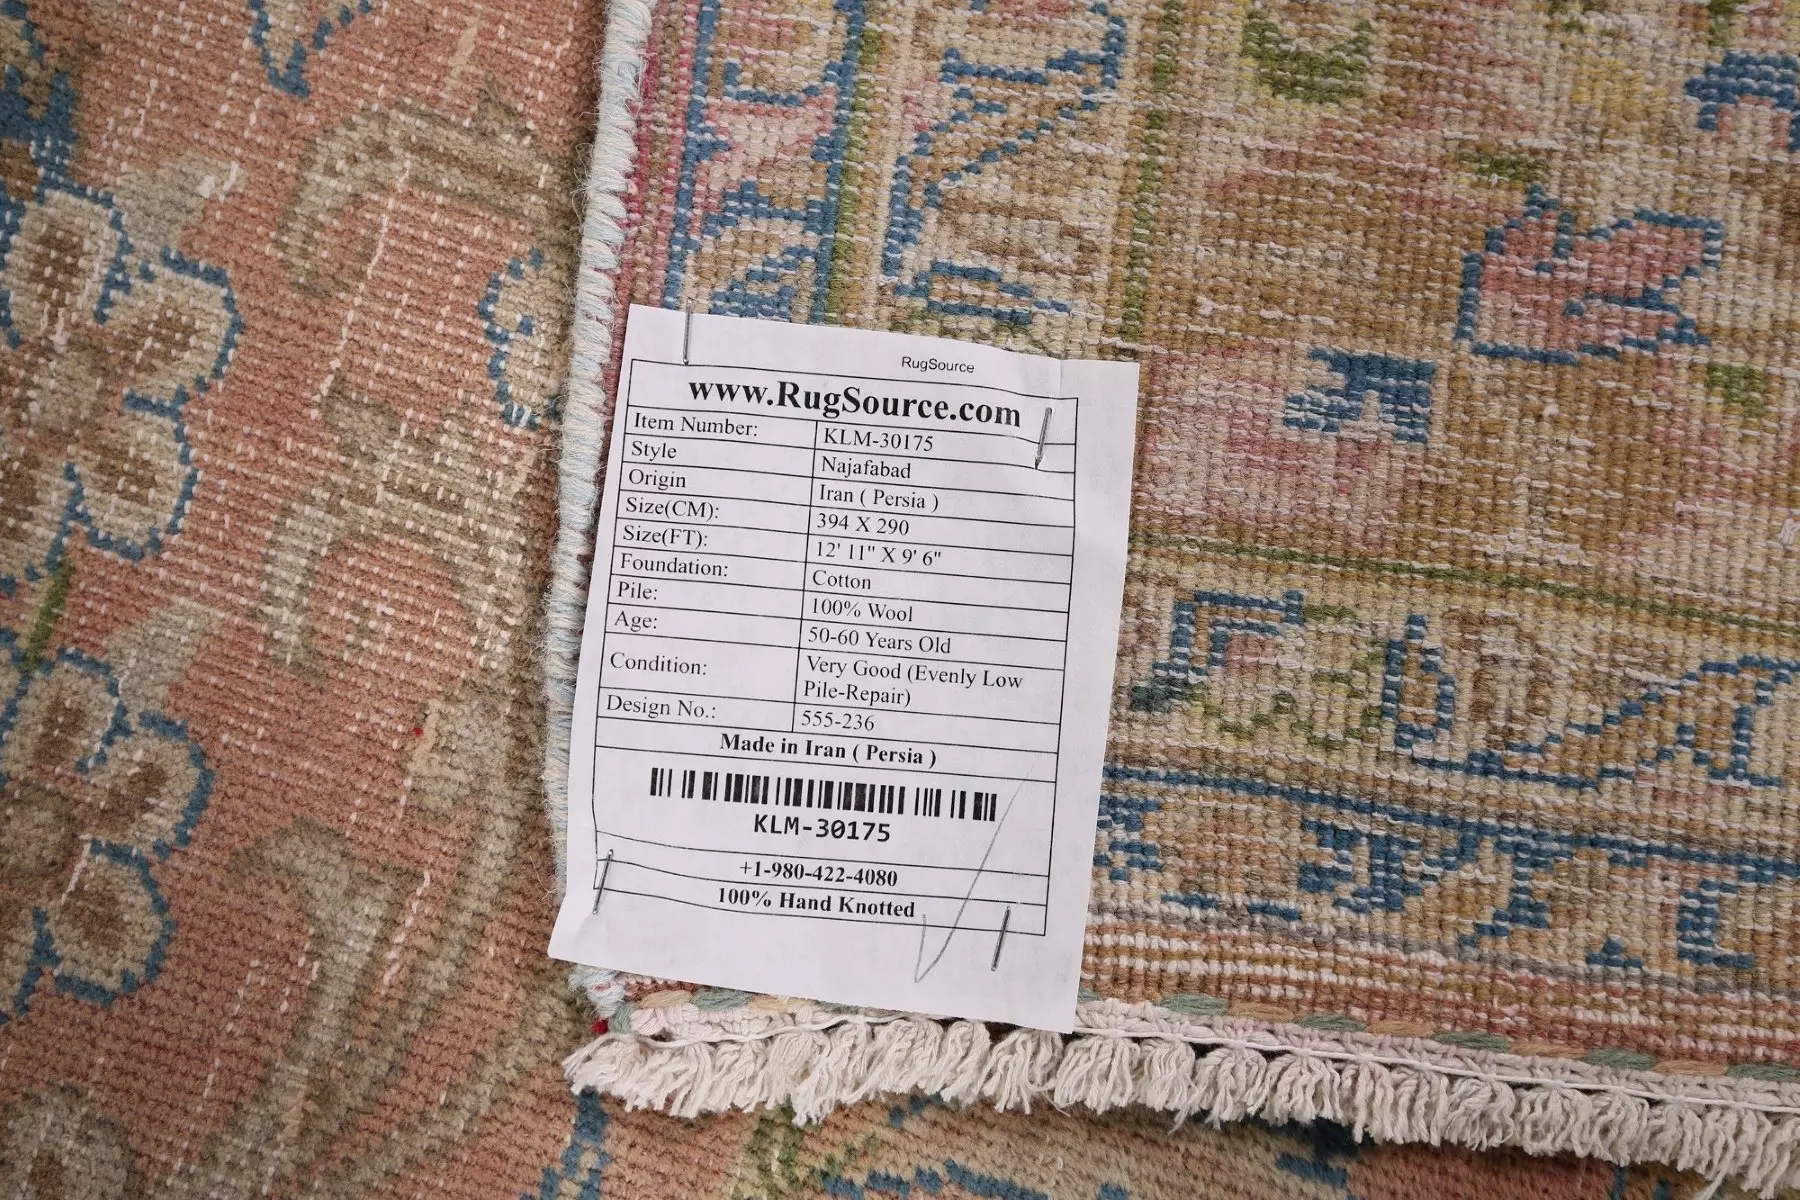 RugSource
www.RugSource.com
Item Number: KLM-30175
Style Najafabad
Origin Iran ( Persia )
Size(CM): 394 X 290
Size(FT): 12' 11" X 9' 6"
Foundation: Cotton
Pile: 100% Wool
Age: 50-60 Years Old
Condition: Very Good (Evenly Low
Pile-Repair)
Design No.: 555-236
Made in Iran ( Persia )
KLM-30175
+1-980-422-4080
100% Hand Knotted